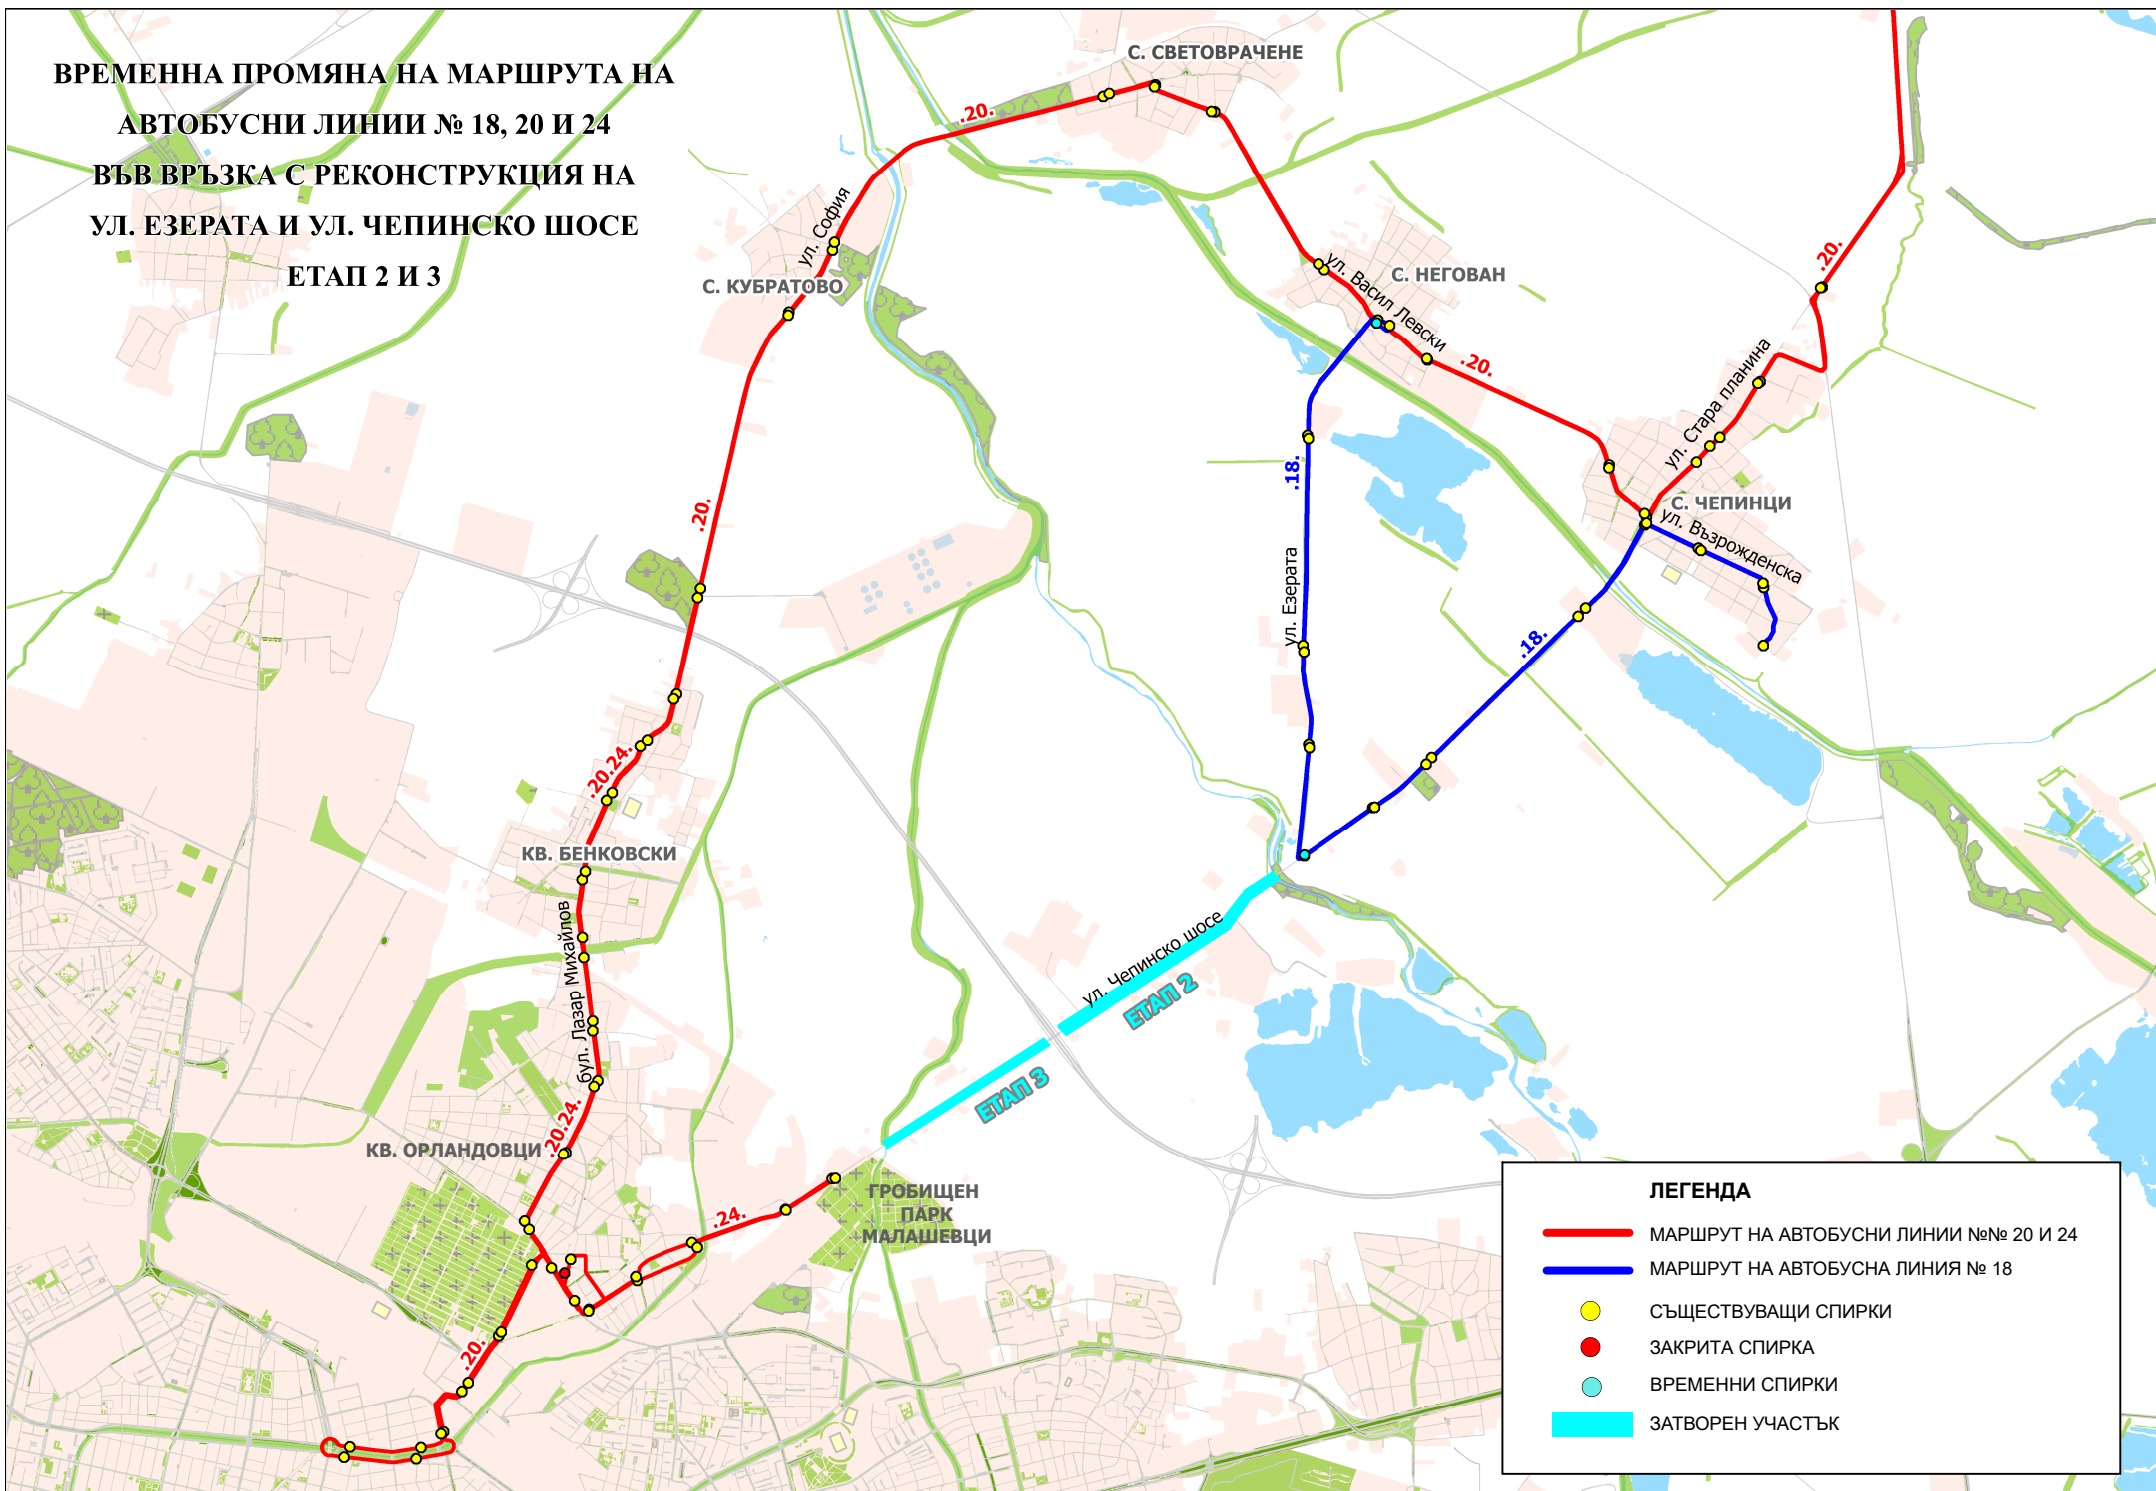 ВРЕМЕННА ПРОМЯНА НА МАРШРУТА НА
АВТОБУСНИ ЛИНИИ № 18, 20 И 24
ВЪВ ВРЪЗКА С РЕКОНСТРУКЦИЯ НА
УЛ. ЕЗЕРАТА И УЛ. ЧЕПИНСКО ШОСЕ
ЕТАП 2 И 3
С. СВЕТОВРАЧЕНЕ
.20.
ул. София
С. КУБРАТОВО
ул. Васил Левски
С. НЕГОВАН
.20.
.20.
ул. Стара планина
.18.
.20.
С. ЧЕПИНЦИ
ул. Възрожденска
ул. Езерата
.18.
.20.24.
КВ. БЕНКОВСКИ
бул. Лазар Михайлов
ул. Чепинско шосе
ЕТАП 2
ЕТАП 3
.20.24.
КВ. ОРЛАНДОВЦИ
.24.
ГРОБИЩЕН
ПАРК
МАЛАШЕВЦИ
.20.
ЛЕГЕНДА
МАРШРУТ НА АВТОБУСНИ ЛИНИИ №№ 20 И 24
МАРШРУТ НА АВТОБУСНА ЛИНИЯ № 18
СЪЩЕСТВУВАЩИ СПИРКИ
ЗАКРИТА СПИРКА
ВРЕМЕННИ СПИРКИ
ЗАТВОРЕН УЧАСТЪК